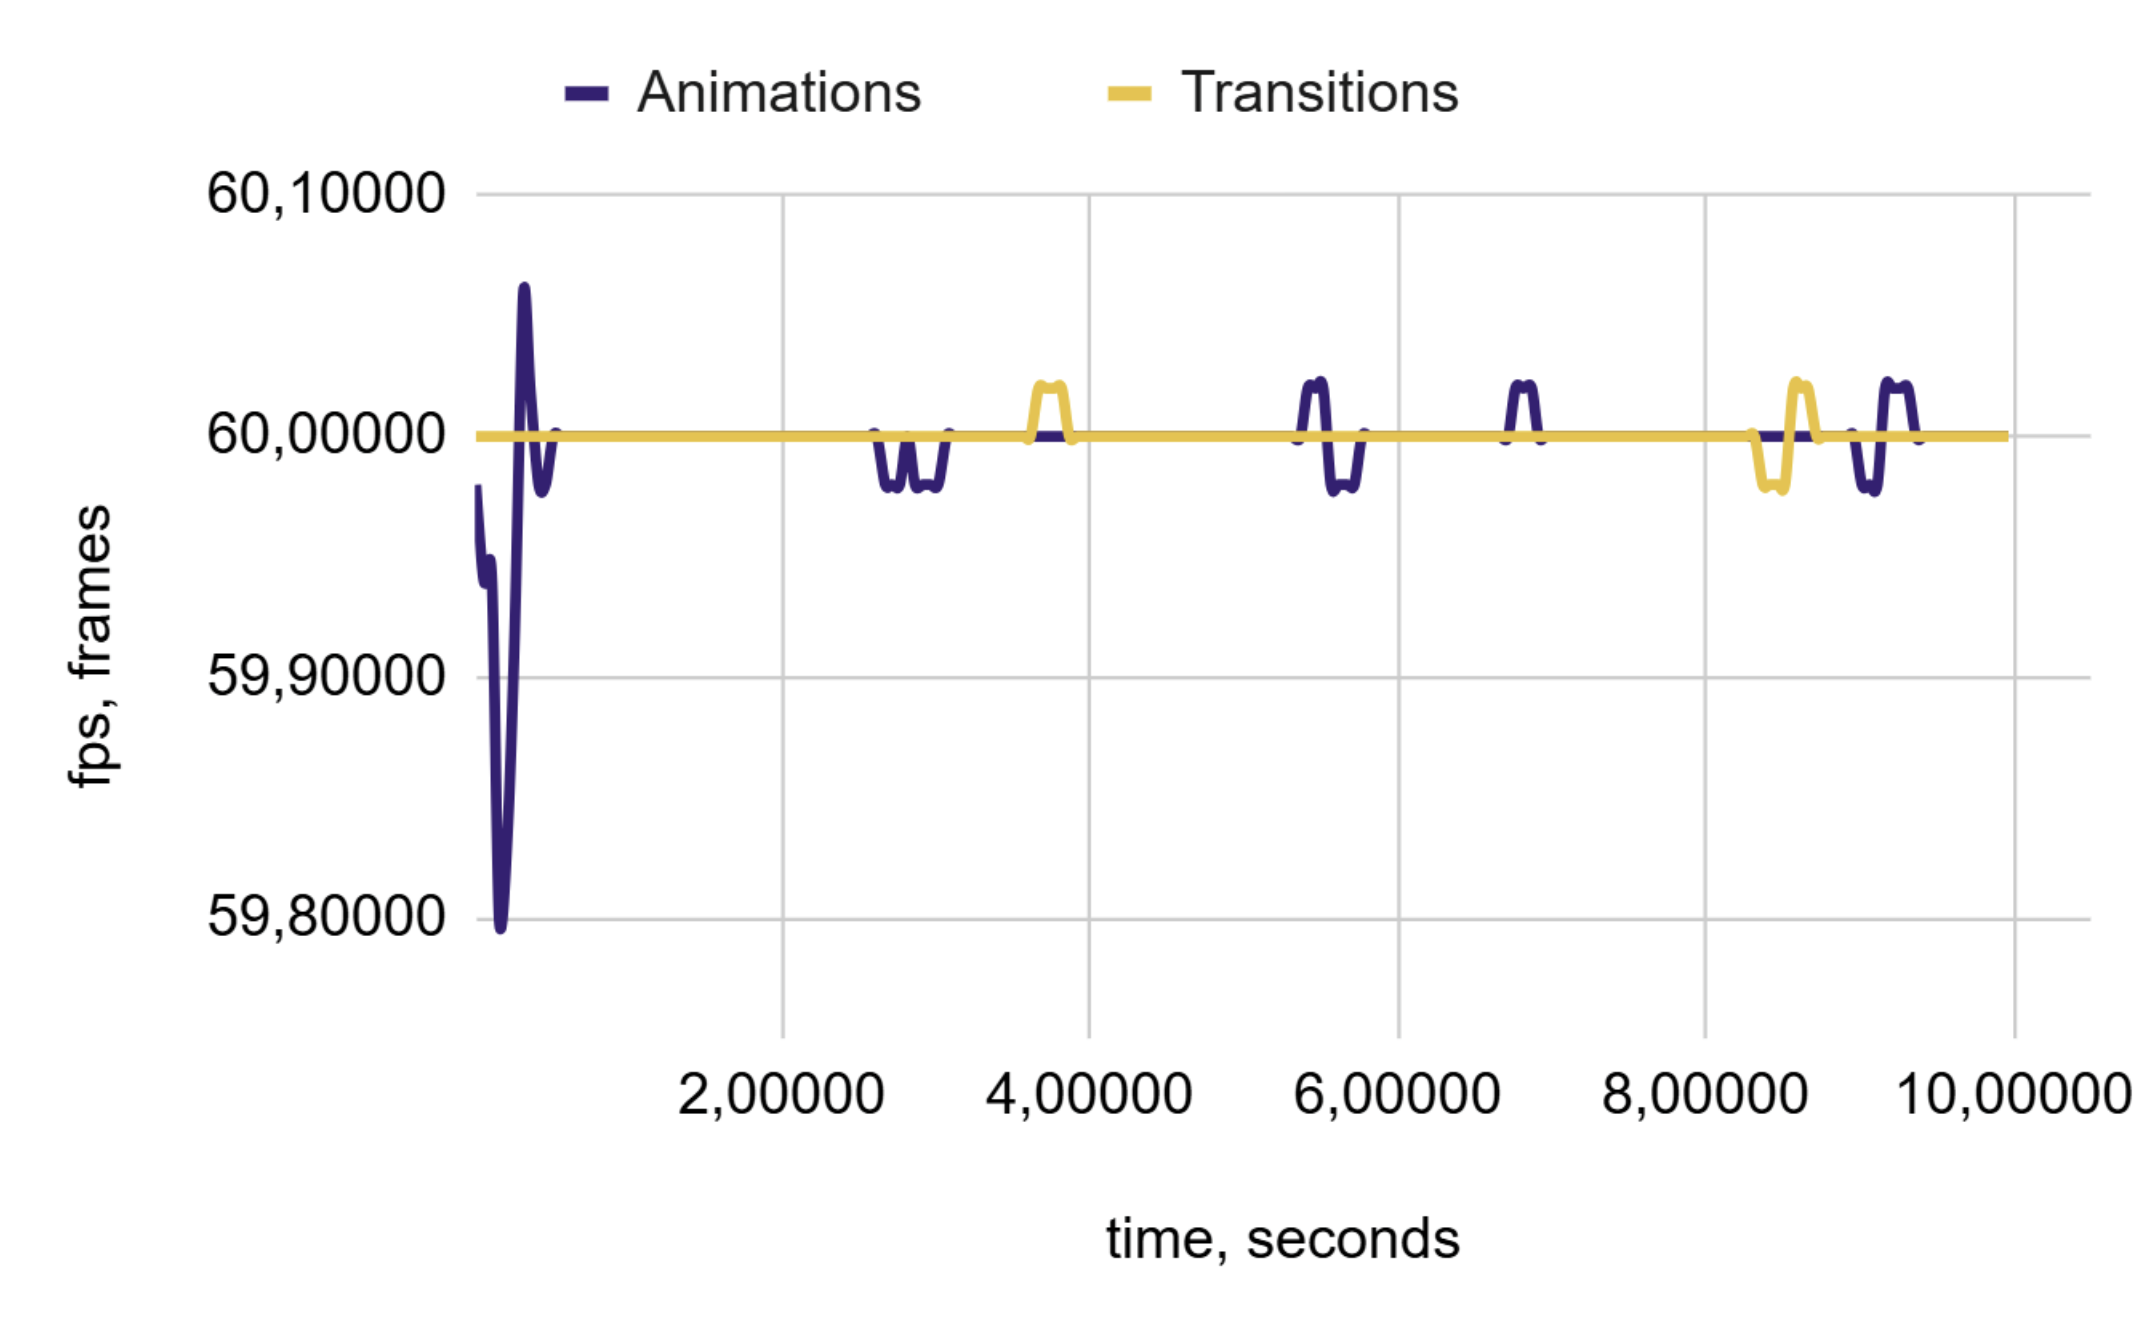 Animations Transitions
60,10000
60,00000
59,90000
59,80000
fps, frames
2,00000 4,00000 6,00000 8,00000 10,00000
time, seconds